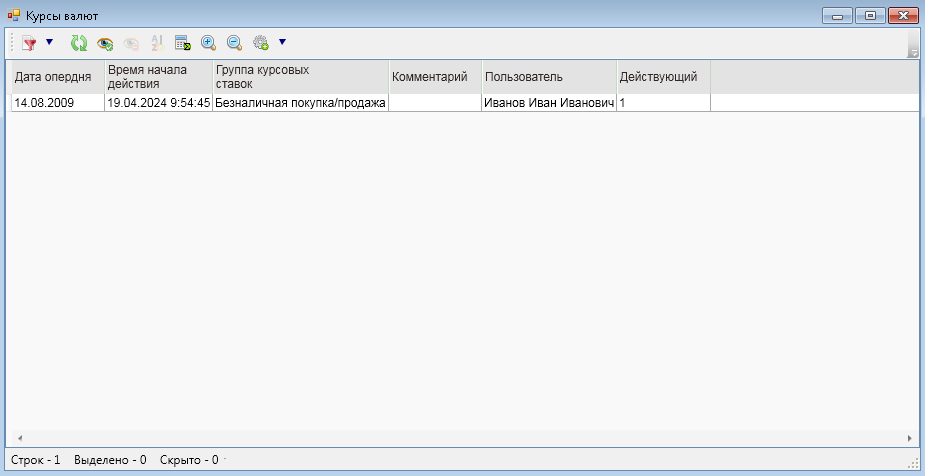 Курсы валют
Дата опердня Время начала действия Группа курсовых ставок Комментарий Пользователь Действующий
14.08.2009 19.04.2024 9:54:45 Безналичная покупка/продажа Иванов Иван Иванович 1
Строк - 1 Выделено - 0 Скрыто - 0